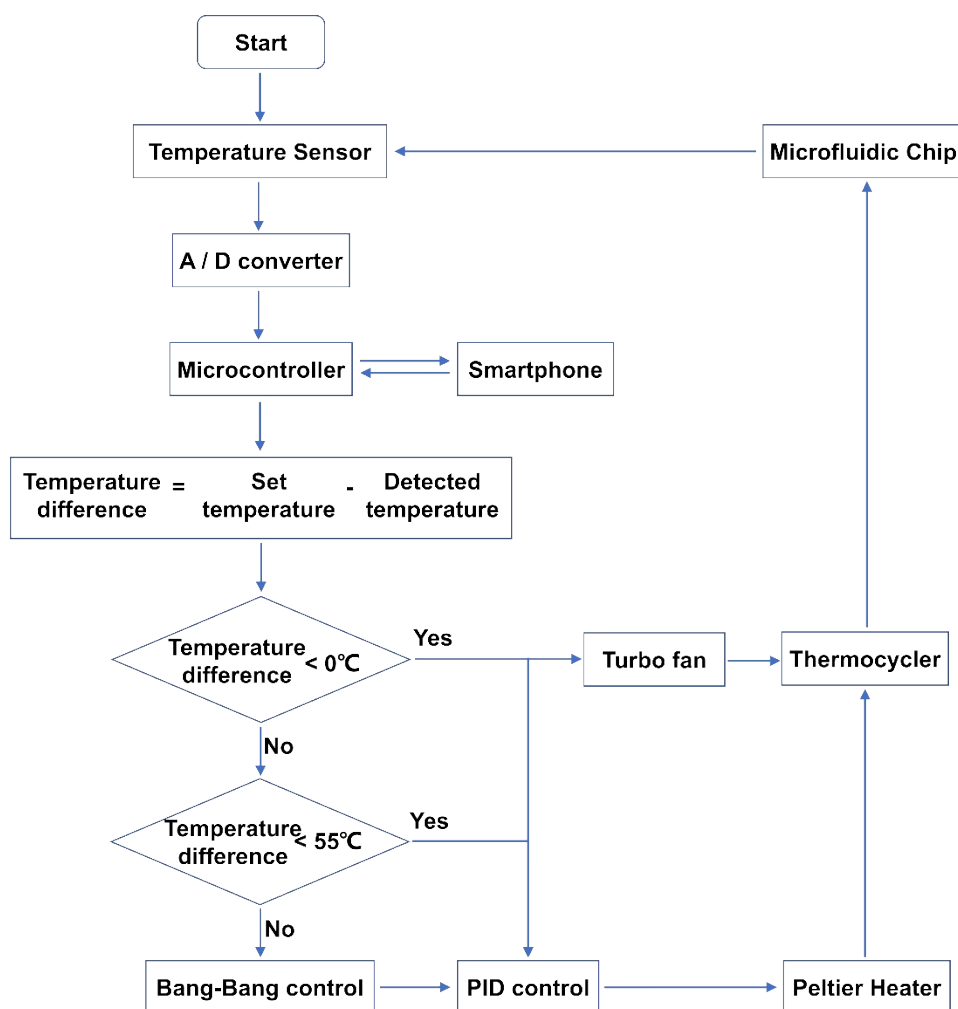 Start
Temperature Sensor
Microfluidic Chip
A / D converter
Microcontroller
Smartphone
Temperature difference = Set temperature - Detected temperature
Temperature difference < 0℃
Yes
Turbo fan
Thermocycler
No
Temperature difference < 55℃
Yes
No
Bang-Bang control
PID control
Peltier Heater